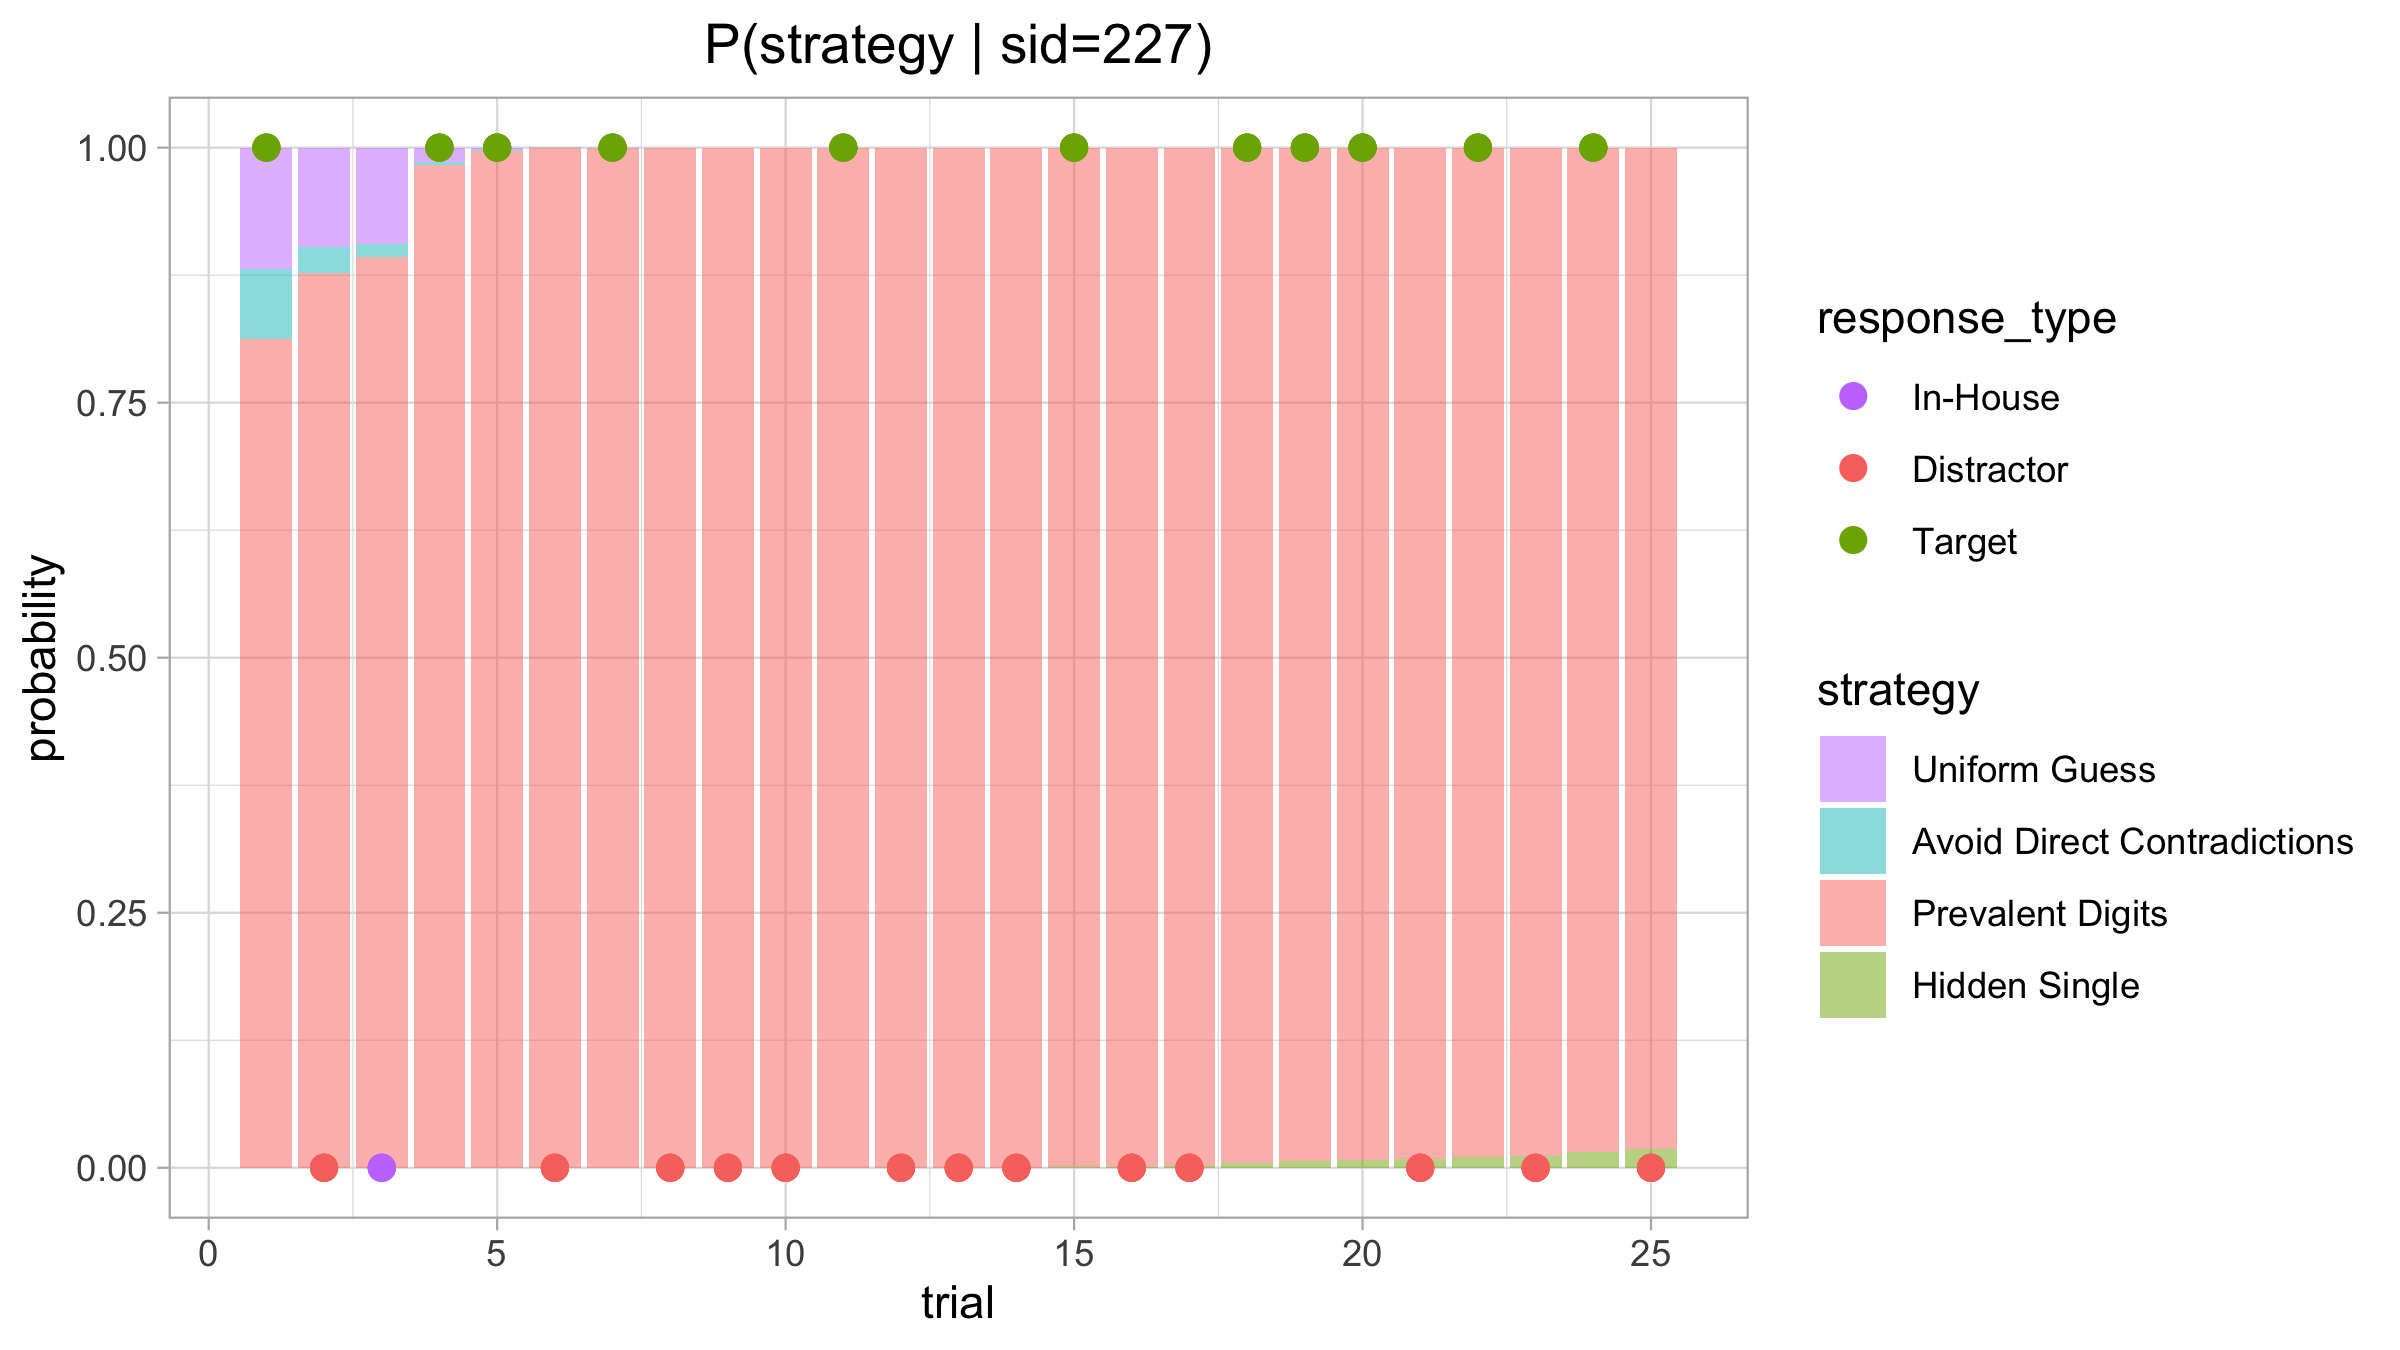 P(strategy | sid=227)
probability
1.00
0.75
0.50
0.25
0.00
0
5
10
15
20
25
trial
response_type
In-House
Distractor
Target
strategy
Uniform Guess
Avoid Direct Contradictions
Prevalent Digits
Hidden Single